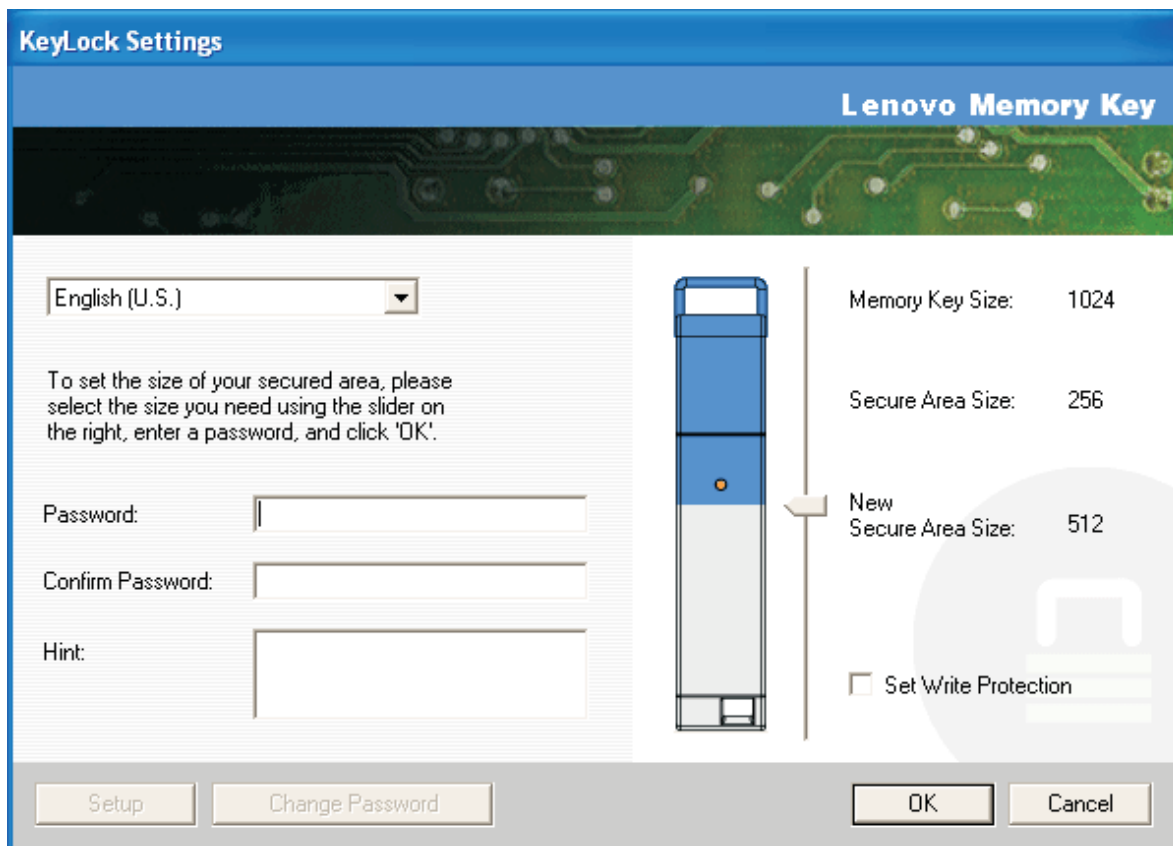 KeyLock Settings
Lenovo Memory Key
English (U.S.)
To set the size of your secured area, please
select the size you need using the slider on
the right, enter a password, and click 'OK'.
Password:
Confirm Password:
Hint:
Memory Key Size: 1024
Secure Area Size: 256
New
Secure Area Size: 512
Set Write Protection
Setup
Change Password
OK
Cancel